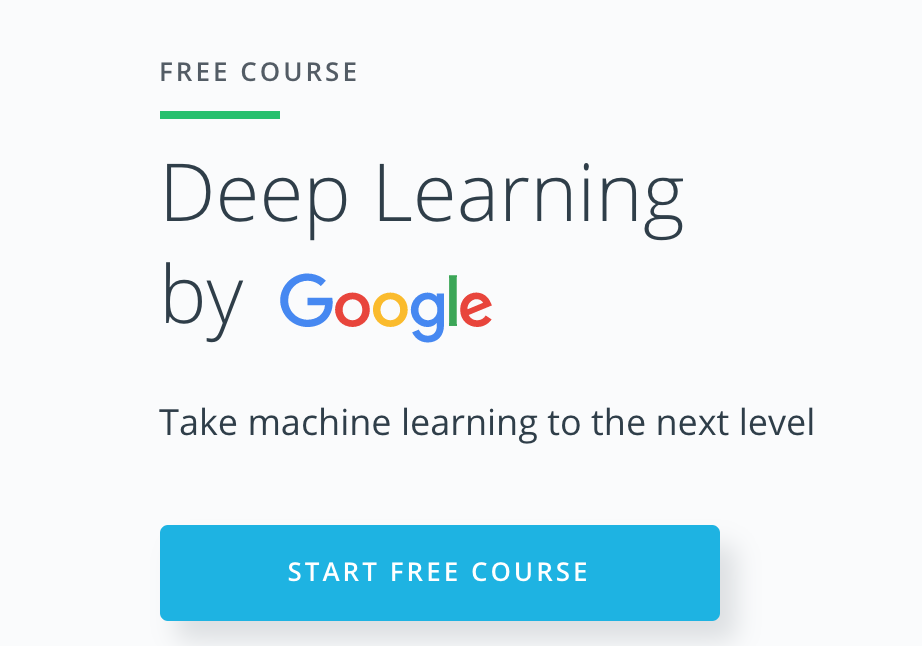 FREE COURSE
Deep Learning
by Google
Take machine learning to the next level
START FREE COURSE